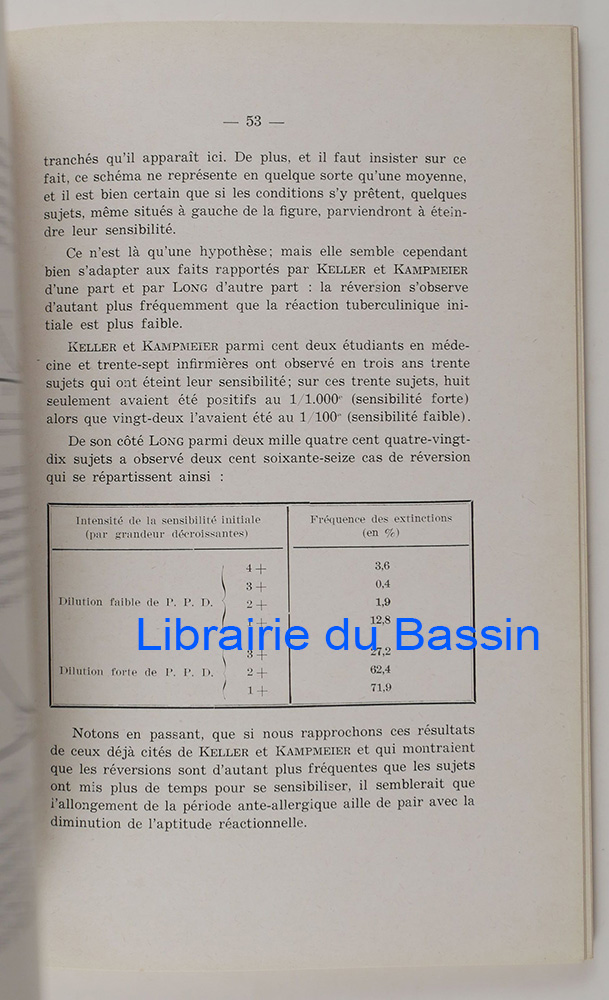 — 53 —
tranchés qu'il apparaît ici. De plus, et il faut insister sur ce
fait, ce schéma ne représente en quelque sorte qu'une moyenne,
et il est bien certain que si les conditions s'y prêtent, quelques
sujets, même situés à gauche de la figure, parviendront à étein-
dre leur sensibilité.
Ce n'est là qu'une hypothèse; mais elle semble cependant
bien s'adapter aux faits rapportés par KELLER et KAMPMEIER
d'une part et par LONG d'autre part : la réversion s'observe
d'autant plus fréquemment que la réaction tuberculinique ini-
tiale est plus faible.
KELLER et KAMPMEIER parmi cent deux étudiants en méde-
cine et trente-sept infirmières ont observé en trois ans trente
sujets qui ont éteint leur sensibilité; sur ces trente sujets, huit
seulement avaient été positifs au 1/1.000e (sensibilité forte)
alors que vingt-deux l'avaient été au 1/100e (sensibilité faible).
De son côté LONG parmi deux mille quatre cent quatre-vingt-
dix sujets a observé deux cent soixante-seize cas de réversion
qui se répartissent ainsi :
Intensité de la sensibilité initiale
(par grandeur décroissantes)
Fréquence des extinctions
(en %)
4 + 3,6
3 + 0,4
Dilution faible de P. P. D. 2 + 1,9
1 + 12,8
Librairie du Bassin
3 + 27,2
Dilution forte de P. P. D. 2 + 62,4
1 + 71,9
Notons en passant, que si nous rapprochons ces résultats
de ceux déjà cités de KELLER et KAMPMEIER et qui montraient
que les réversions sont d'autant plus fréquentes que les sujets
ont mis plus de temps pour se sensibiliser, il semblerait que
l'allongement de la période ante-allergique aille de pair avec la
diminution de l'aptitude réactionnelle.